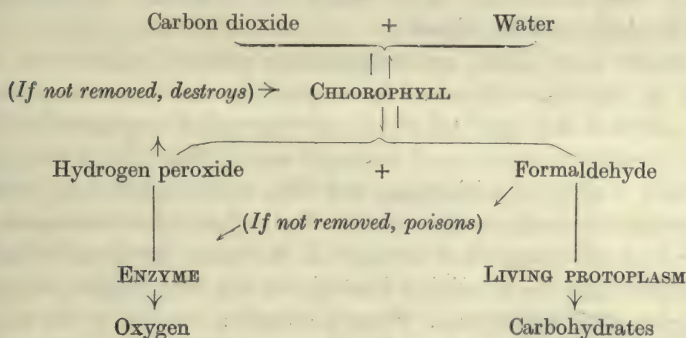 Carbon dioxide + Water
(If not removed, destroys) → CHLOROPHYLL
Hydrogen peroxide + Formaldehyde
(If not removed, poisons)
ENZYME LIVING PROTOPLASM
Oxygen Carbohydrates